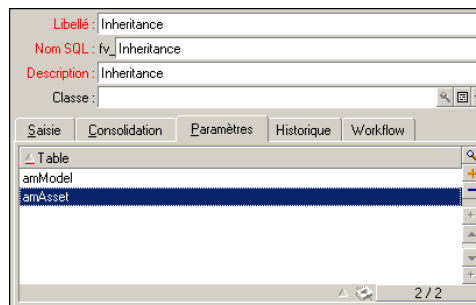 Libellé : Inheritance
Nom SQL : fv_ Inheritance
Description : Inheritance
Classe :
Saisie Consolidation Paramètres Historique Workflow
Table
amModel
amAsset
2 / 2